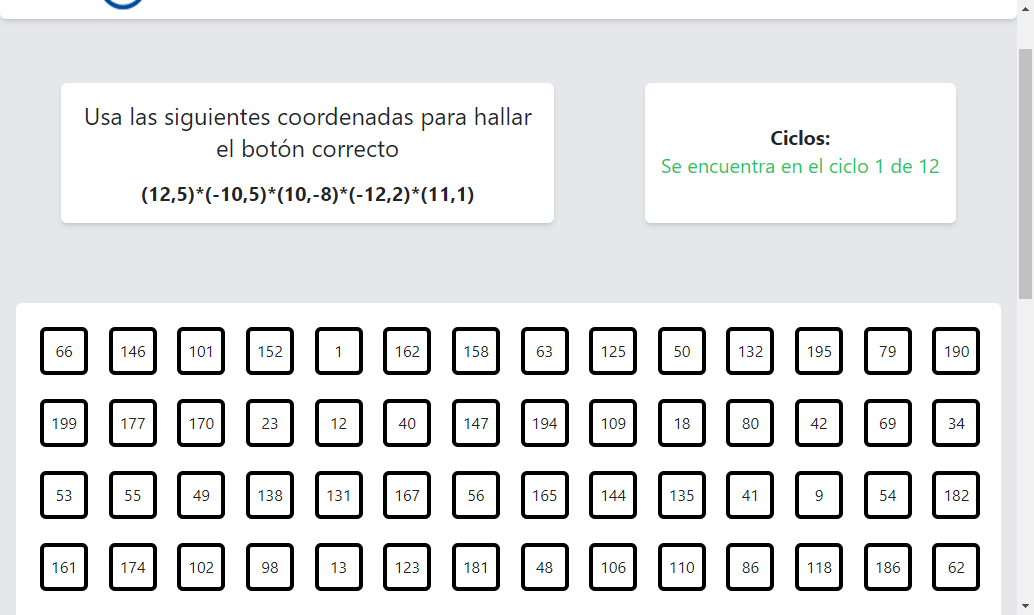 Usa las siguientes coordenadas para hallar
el botón correcto
(12,5)*(-10,5)*(10,-8)*(-12,2)*(11,1)
Ciclos:
Se encuentra en el ciclo 1 de 12
66 146 101 152 1 162 158 63 125 50 132 195 79 190
199 177 170 23 12 40 147 194 109 18 80 42 69 34
53 55 49 138 131 167 56 165 144 135 41 9 54 182
161 174 102 98 13 123 181 48 106 110 86 118 186 62